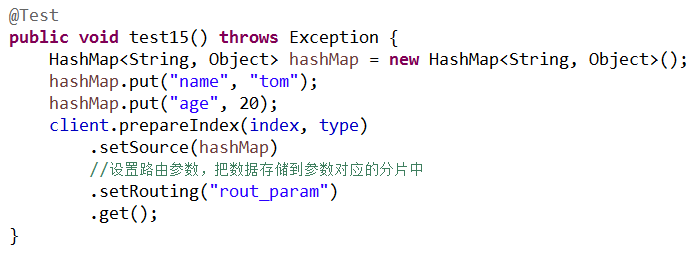 @Test
public void test15() throws Exception {
    HashMap<String, Object> hashMap = new HashMap<String, Object>();
    hashMap.put("name", "tom");
    hashMap.put("age", 20);
    client.prepareIndex(index, type)
        .setSource(hashMap)
        //设置路由参数，把数据存储到参数对应的分片中
        .setRouting("rout_param")
        .get();
}